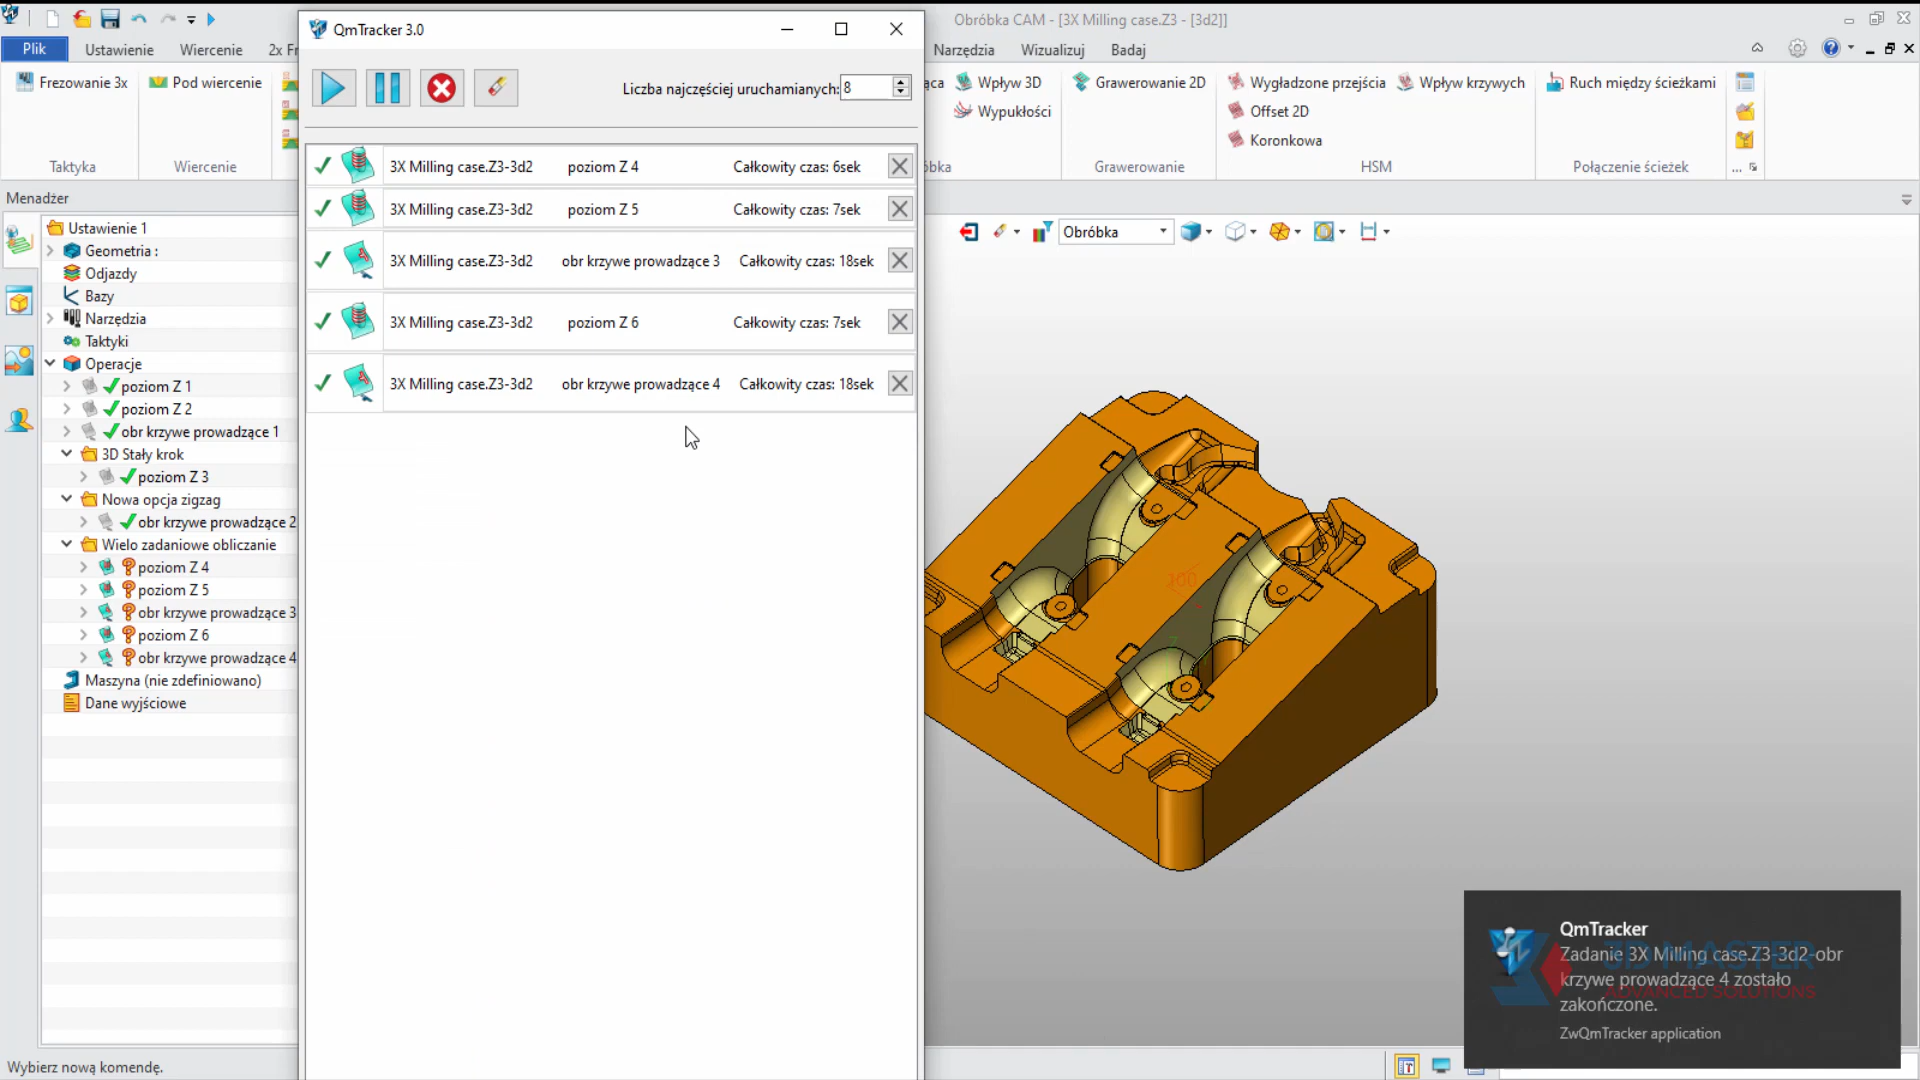 QmTracker 3.0
Obróbka CAM - [3X Milling case.Z3 - [3d2]]
Plik
Ustawienie
Wiercenie
2x Fr
Narzędzia
Wizualizuj
Badaj
Frezowanie 3x
Pod wiercenie
Taktyka
Wiercenie
Liczba najczęściej uruchamianych:
8
Wpływ 3D
Wypukłości
Grawerowanie 2D
Grawerowanie
Wygładzone przejścia
Wpływ krzywych
Offset 2D
Koronkowa
HSM
Ruch między ścieżkami
Połączenie ścieżek
...
Menadżer
Ustawienie 1
Geometria :
Odjazdy
Bazy
Narzędzia
Taktyki
Operacje
poziom Z 1
poziom Z 2
obr krzywe prowadzące 1
3D Stały krok
poziom Z 3
Nowa opcja zigzag
obr krzywe prowadzące 2
Wielo zadaniowe obliczanie
poziom Z 4
poziom Z 5
obr krzywe prowadzące 3
poziom Z 6
obr krzywe prowadzące 4
Maszyna (nie zdefiniowano)
Dane wyjściowe
3X Milling case.Z3-3d2 poziom Z 4 Całkowity czas: 6sek
3X Milling case.Z3-3d2 poziom Z 5 Całkowity czas: 7sek
3X Milling case.Z3-3d2 obr krzywe prowadzące 3 Całkowity czas: 18sek
3X Milling case.Z3-3d2 poziom Z 6 Całkowity czas: 7sek
3X Milling case.Z3-3d2 obr krzywe prowadzące 4 Całkowity czas: 18sek
Obróbka
100
Z
QmTracker
Zadanie 3X Milling case.Z3-3d2-obr
krzywe prowadzące 4 zostało
zakończone.
ZwQmTracker application
3D MASTER
ADVANCED SOLUTIONS
Wybierz nową komendę.